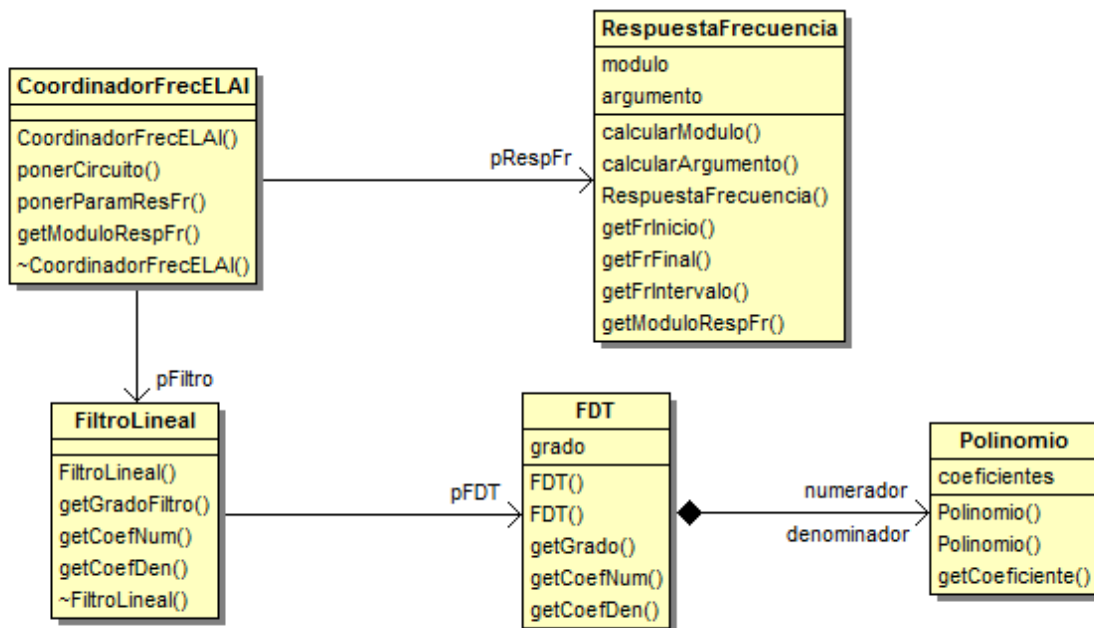 CoordinadorFrecELAI
CoordinadorFrecELAI()
ponerCircuito()
ponerParamResFr()
getModuloRespFr()
~CoordinadorFrecELAI()
pRespFr
RespuestaFrecuencia
modulo
argumento
calcularModulo()
calcularArgumento()
RespuestaFrecuencia()
getFrInicio()
getFrFinal()
getFrIntervalo()
getModuloRespFr()
pFiltro
FiltroLineal
FiltroLineal()
getGradoFiltro()
getCoefNum()
getCoefDen()
~FiltroLineal()
pFDT
FDT
grado
FDT()
FDT()
getGrado()
getCoefNum()
getCoefDen()
numerador
denominador
Polinomio
coeficientes
Polinomio()
Polinomio()
getCoeficiente()